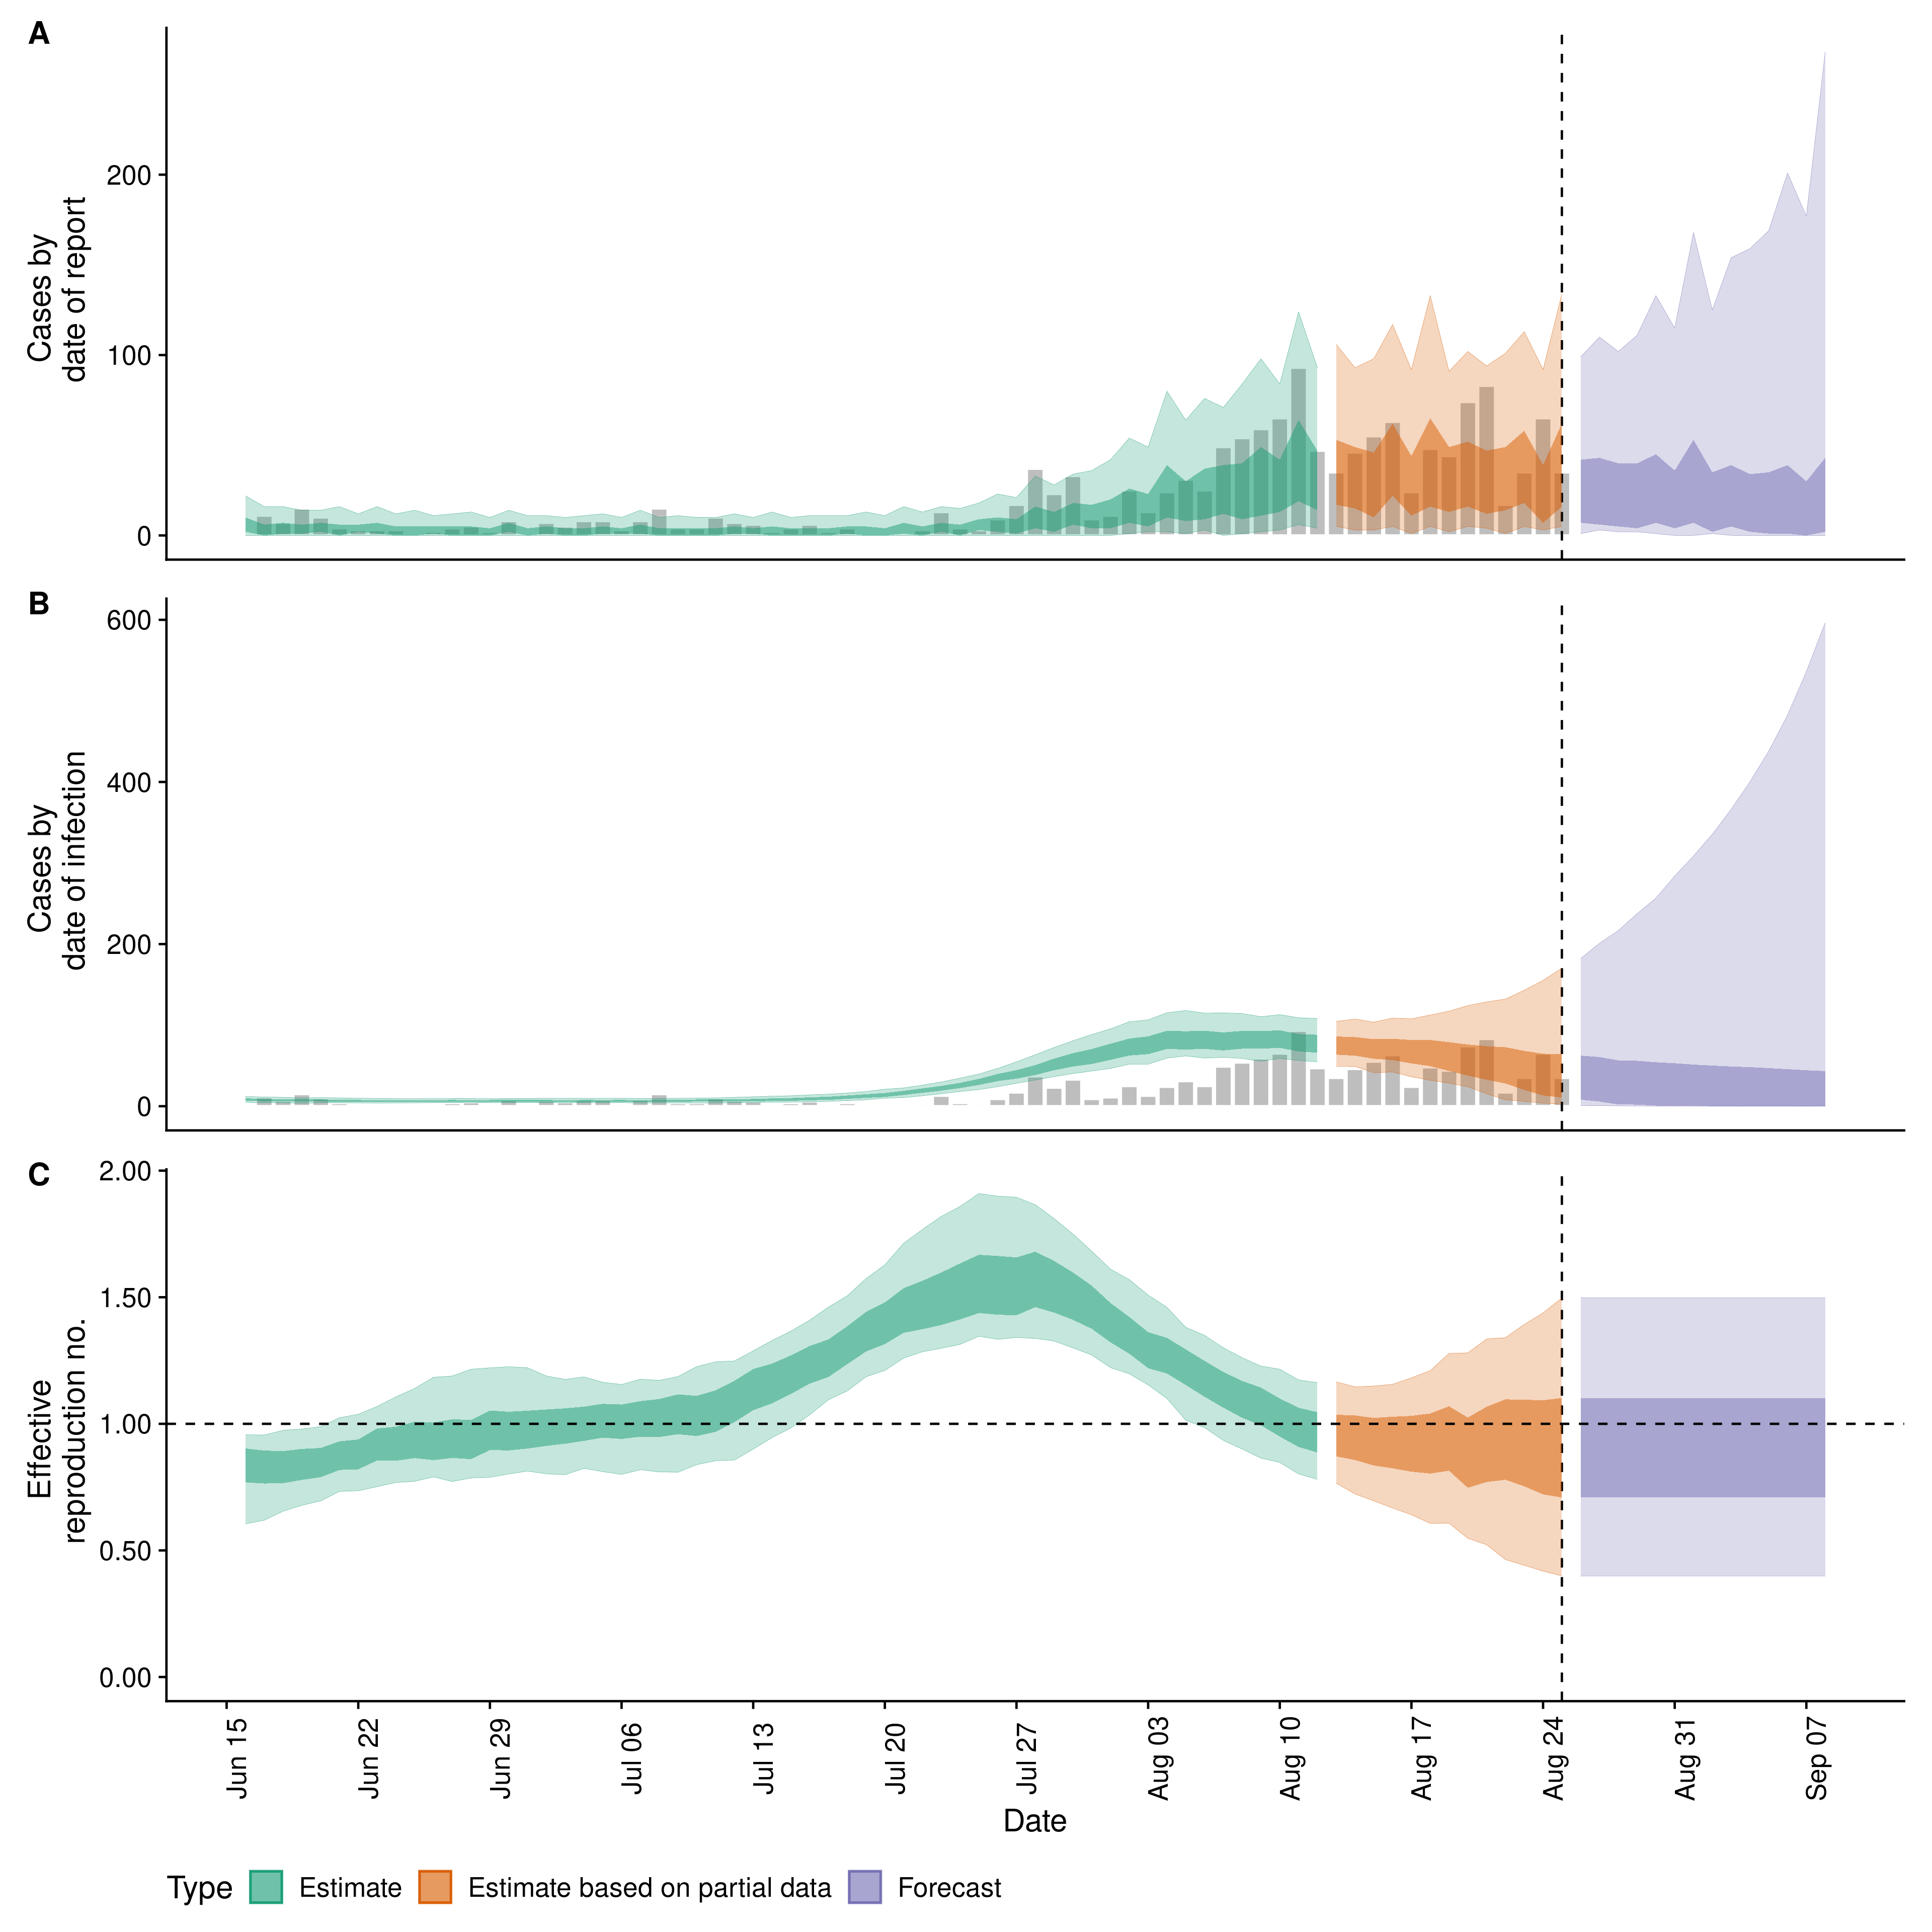 A
Cases by
date of report
200
100
0
B
Cases by
date of infection
600
400
200
0
C
Effective
reproduction no.
2.00
1.50
1.00
0.50
0.00
Jun 15
Jun 22
Jun 29
Jul 06
Jul 13
Jul 20
Jul 27
Aug 03
Aug 10
Aug 17
Aug 24
Aug 31
Sep 07
Date
Type Estimate Estimate based on partial data Forecast